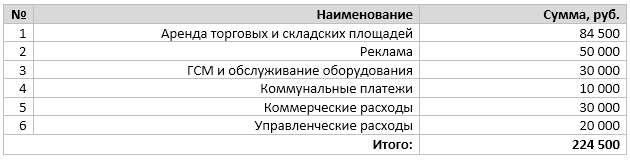 № Наименование Сумма, руб.
1 Аренда торговых и складских площадей 84 500
2 Реклама 50 000
3 ГСМ и обслуживание оборудования 30 000
4 Коммунальные платежи 10 000
5 Коммерческие расходы 30 000
6 Управленческие расходы 20 000
Итого: 224 500